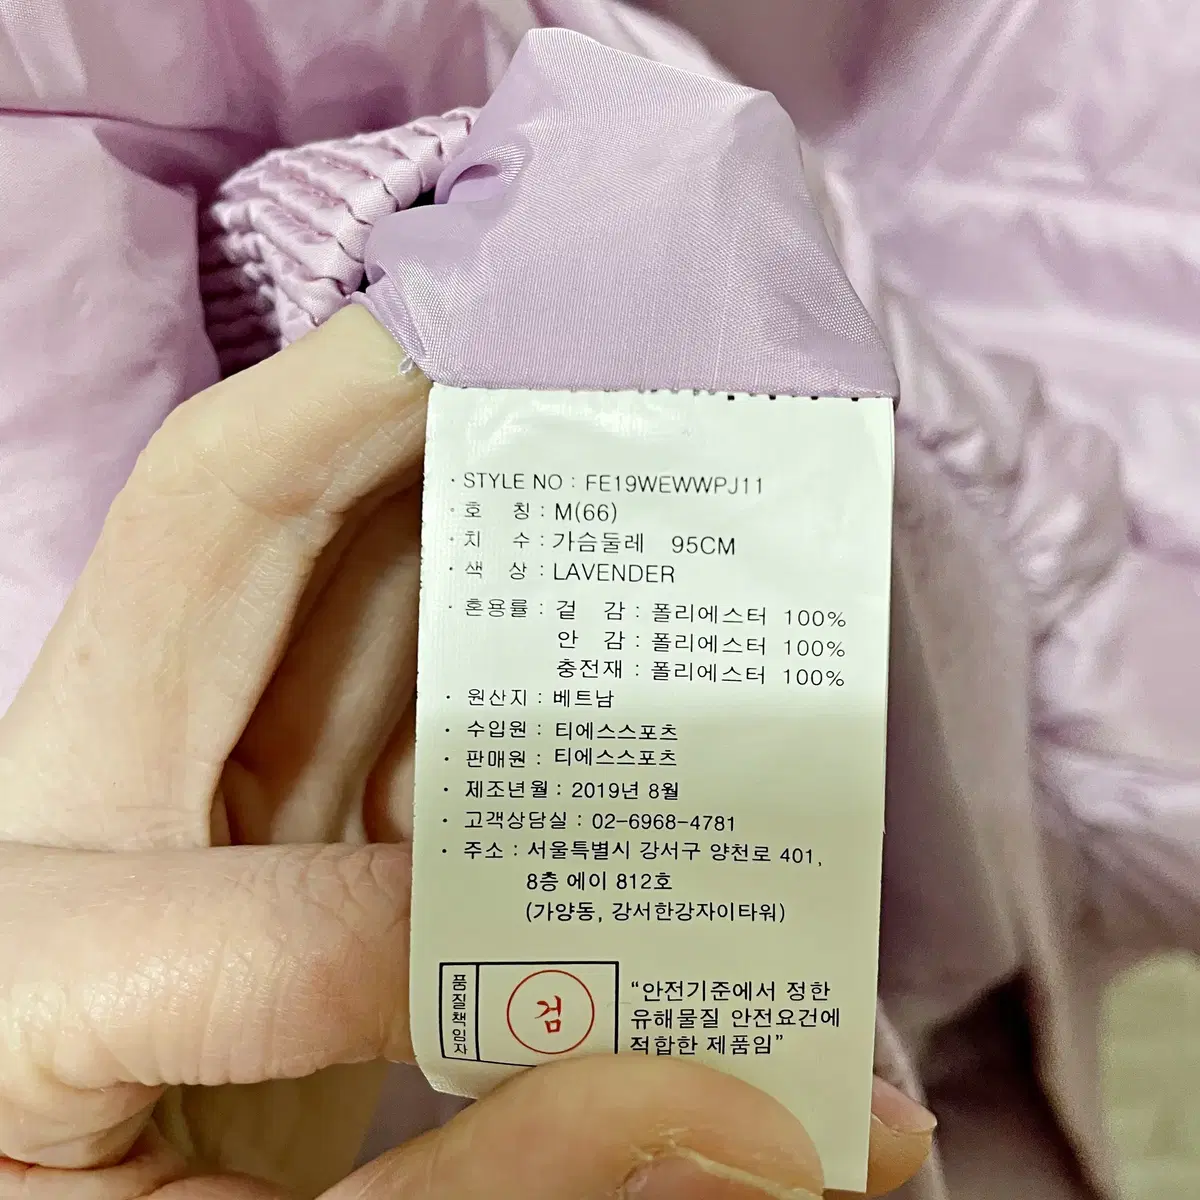 · STYLE NO : FE19WEWWPJ11
· 호 칭 : M(66)
· 치 수 : 가슴둘레 95CM
· 색 상 : LAVENDER
· 혼용률 : 겉 감 : 폴리에스터 100%
안 감 : 폴리에스터 100%
충전재 : 폴리에스터 100%
· 원산지 : 베트남
· 수입원 : 티에스스포츠
· 판매원 : 티에스스포츠
· 제조년월 : 2019년 8월
· 고객상담실 : 02-6968-4781
· 주소 : 서울특별시 강서구 양천로 401,
8층 에이 812호
(가양동, 강서한강자이타워)
품질책임자
검
“안전기준에서 정한
유해물질 안전요건에
적합한 제품임”